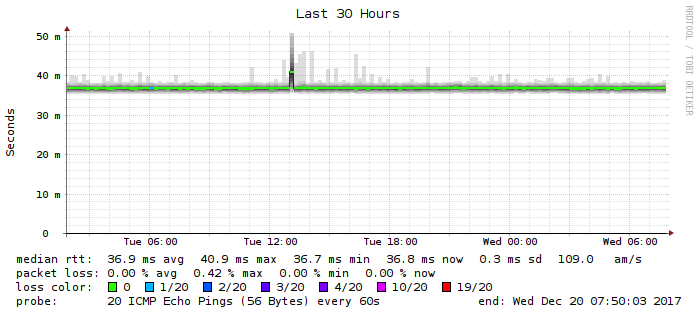 Last 30 Hours
RRDTOOL / TOBI OETIKER
Seconds
50 m
40 m
30 m
20 m
10 m
0
Tue 06:00 Tue 12:00 Tue 18:00 Wed 00:00 Wed 06:00
median rtt: 36.9 ms avg 40.9 ms max 36.7 ms min 36.8 ms now 0.3 ms sd 109.0 am/s
packet loss: 0.00 % avg 0.42 % max 0.00 % min 0.00 % now
loss color: 0 1/20 2/20 3/20 4/20 10/20 19/20
probe: 20 ICMP Echo Pings (56 Bytes) every 60s end: Wed Dec 20 07:50:03 2017